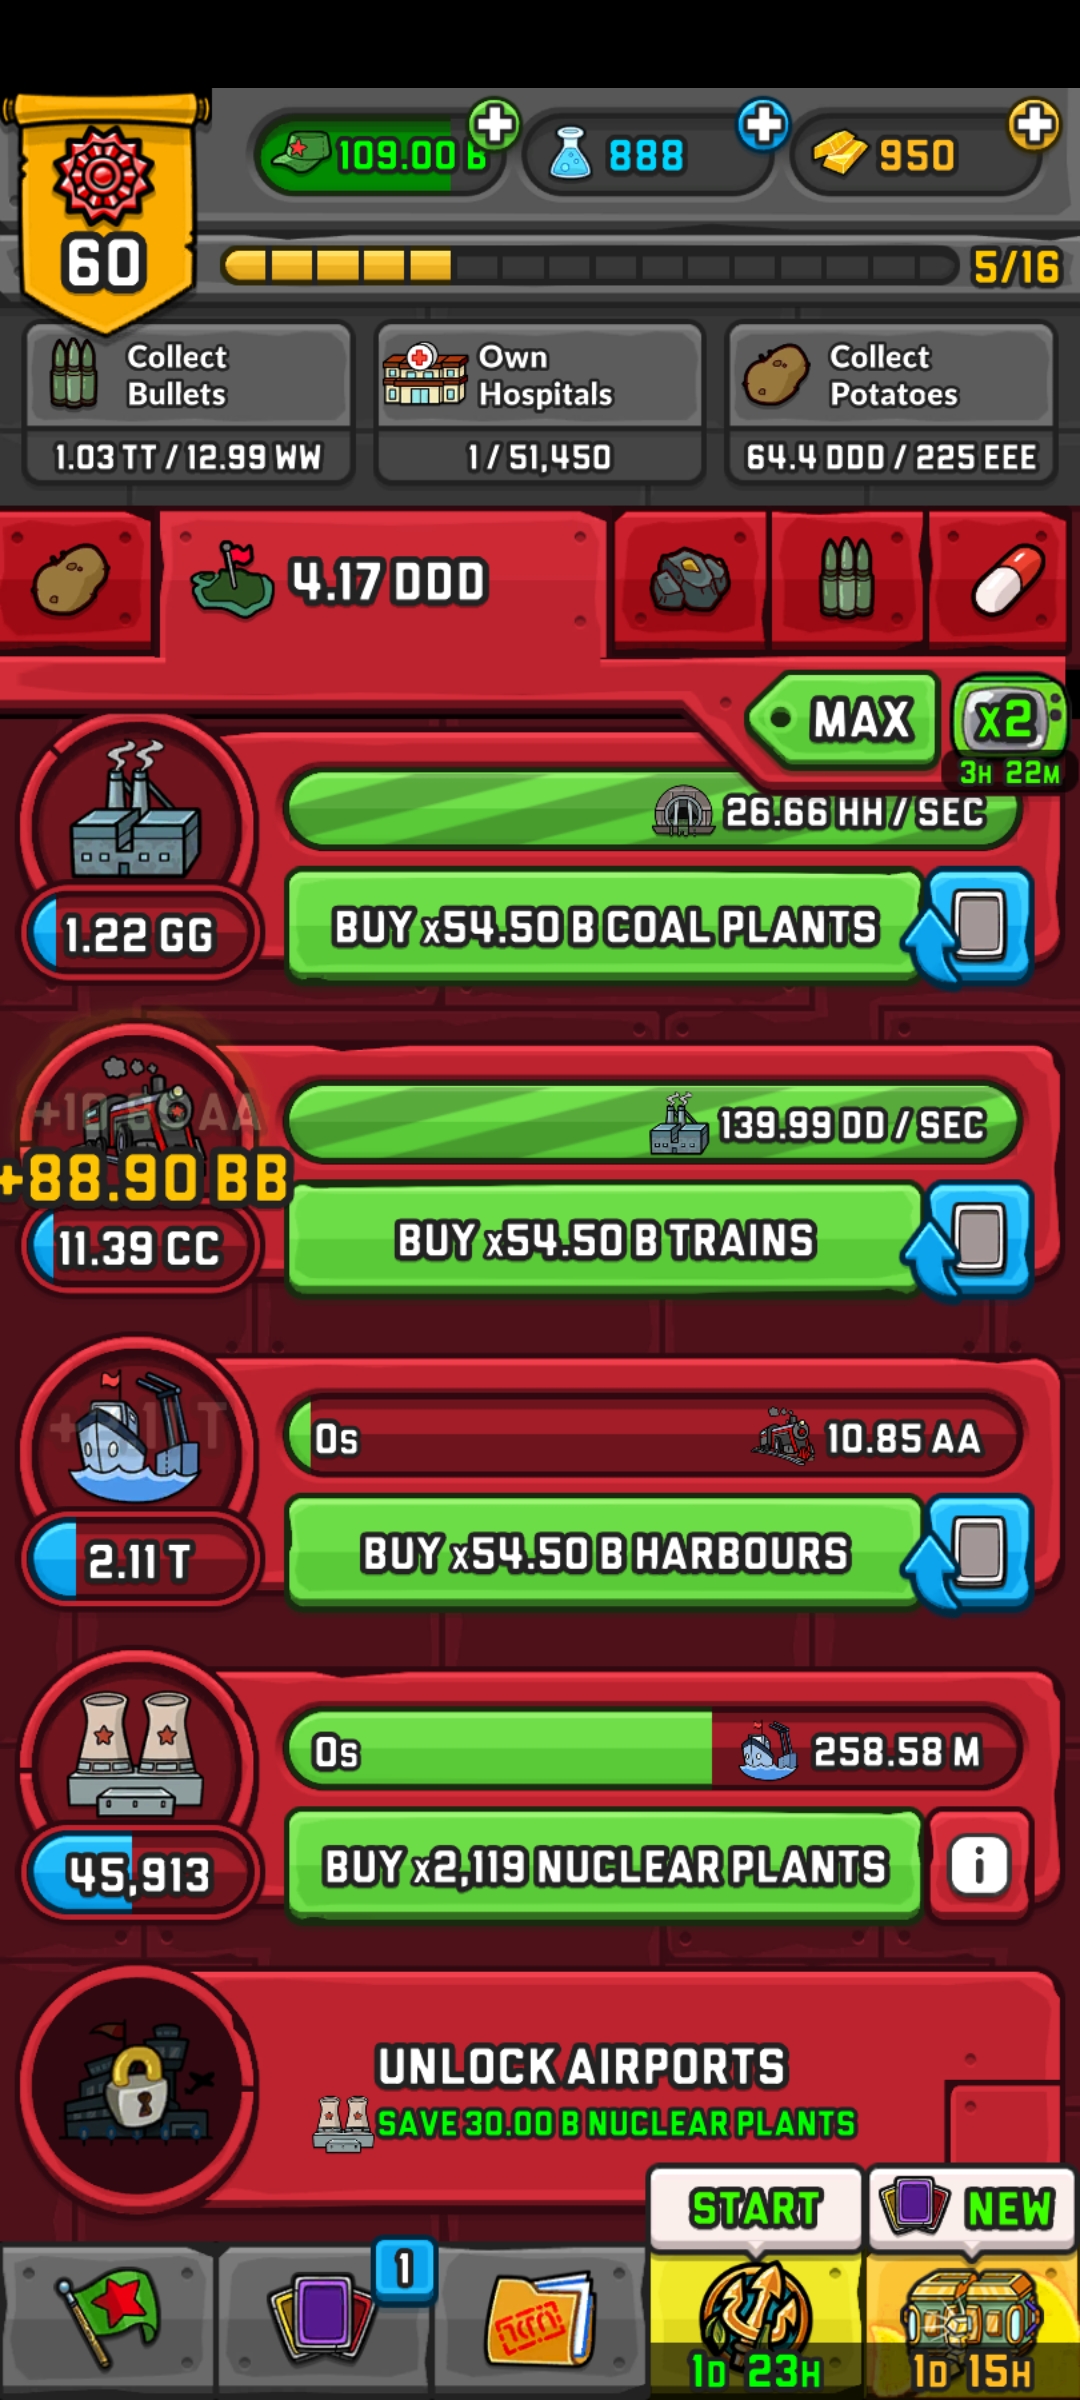 109.00 B
888
950
60
5/16
Collect
Bullets
1.03 TT / 12.99 WW
Own
Hospitals
1 / 51,450
Collect
Potatoes
64.4 DDD / 225 EEE
4.17 DDD
MAX
x2
3H 22M
26.66 HH / SEC
1.22 GG
BUY x54.50 B COAL PLANTS
139.99 DD / SEC
+88.90 BB
11.39 CC
BUY x54.50 B TRAINS
0s
10.85 AA
2.11 T
BUY x54.50 B HARBOURS
0s
258.58 M
45,913
BUY x2,119 NUCLEAR PLANTS
i
UNLOCK AIRPORTS
SAVE 30.00 B NUCLEAR PLANTS
START
NEW
1
1D 23H
1D 15H